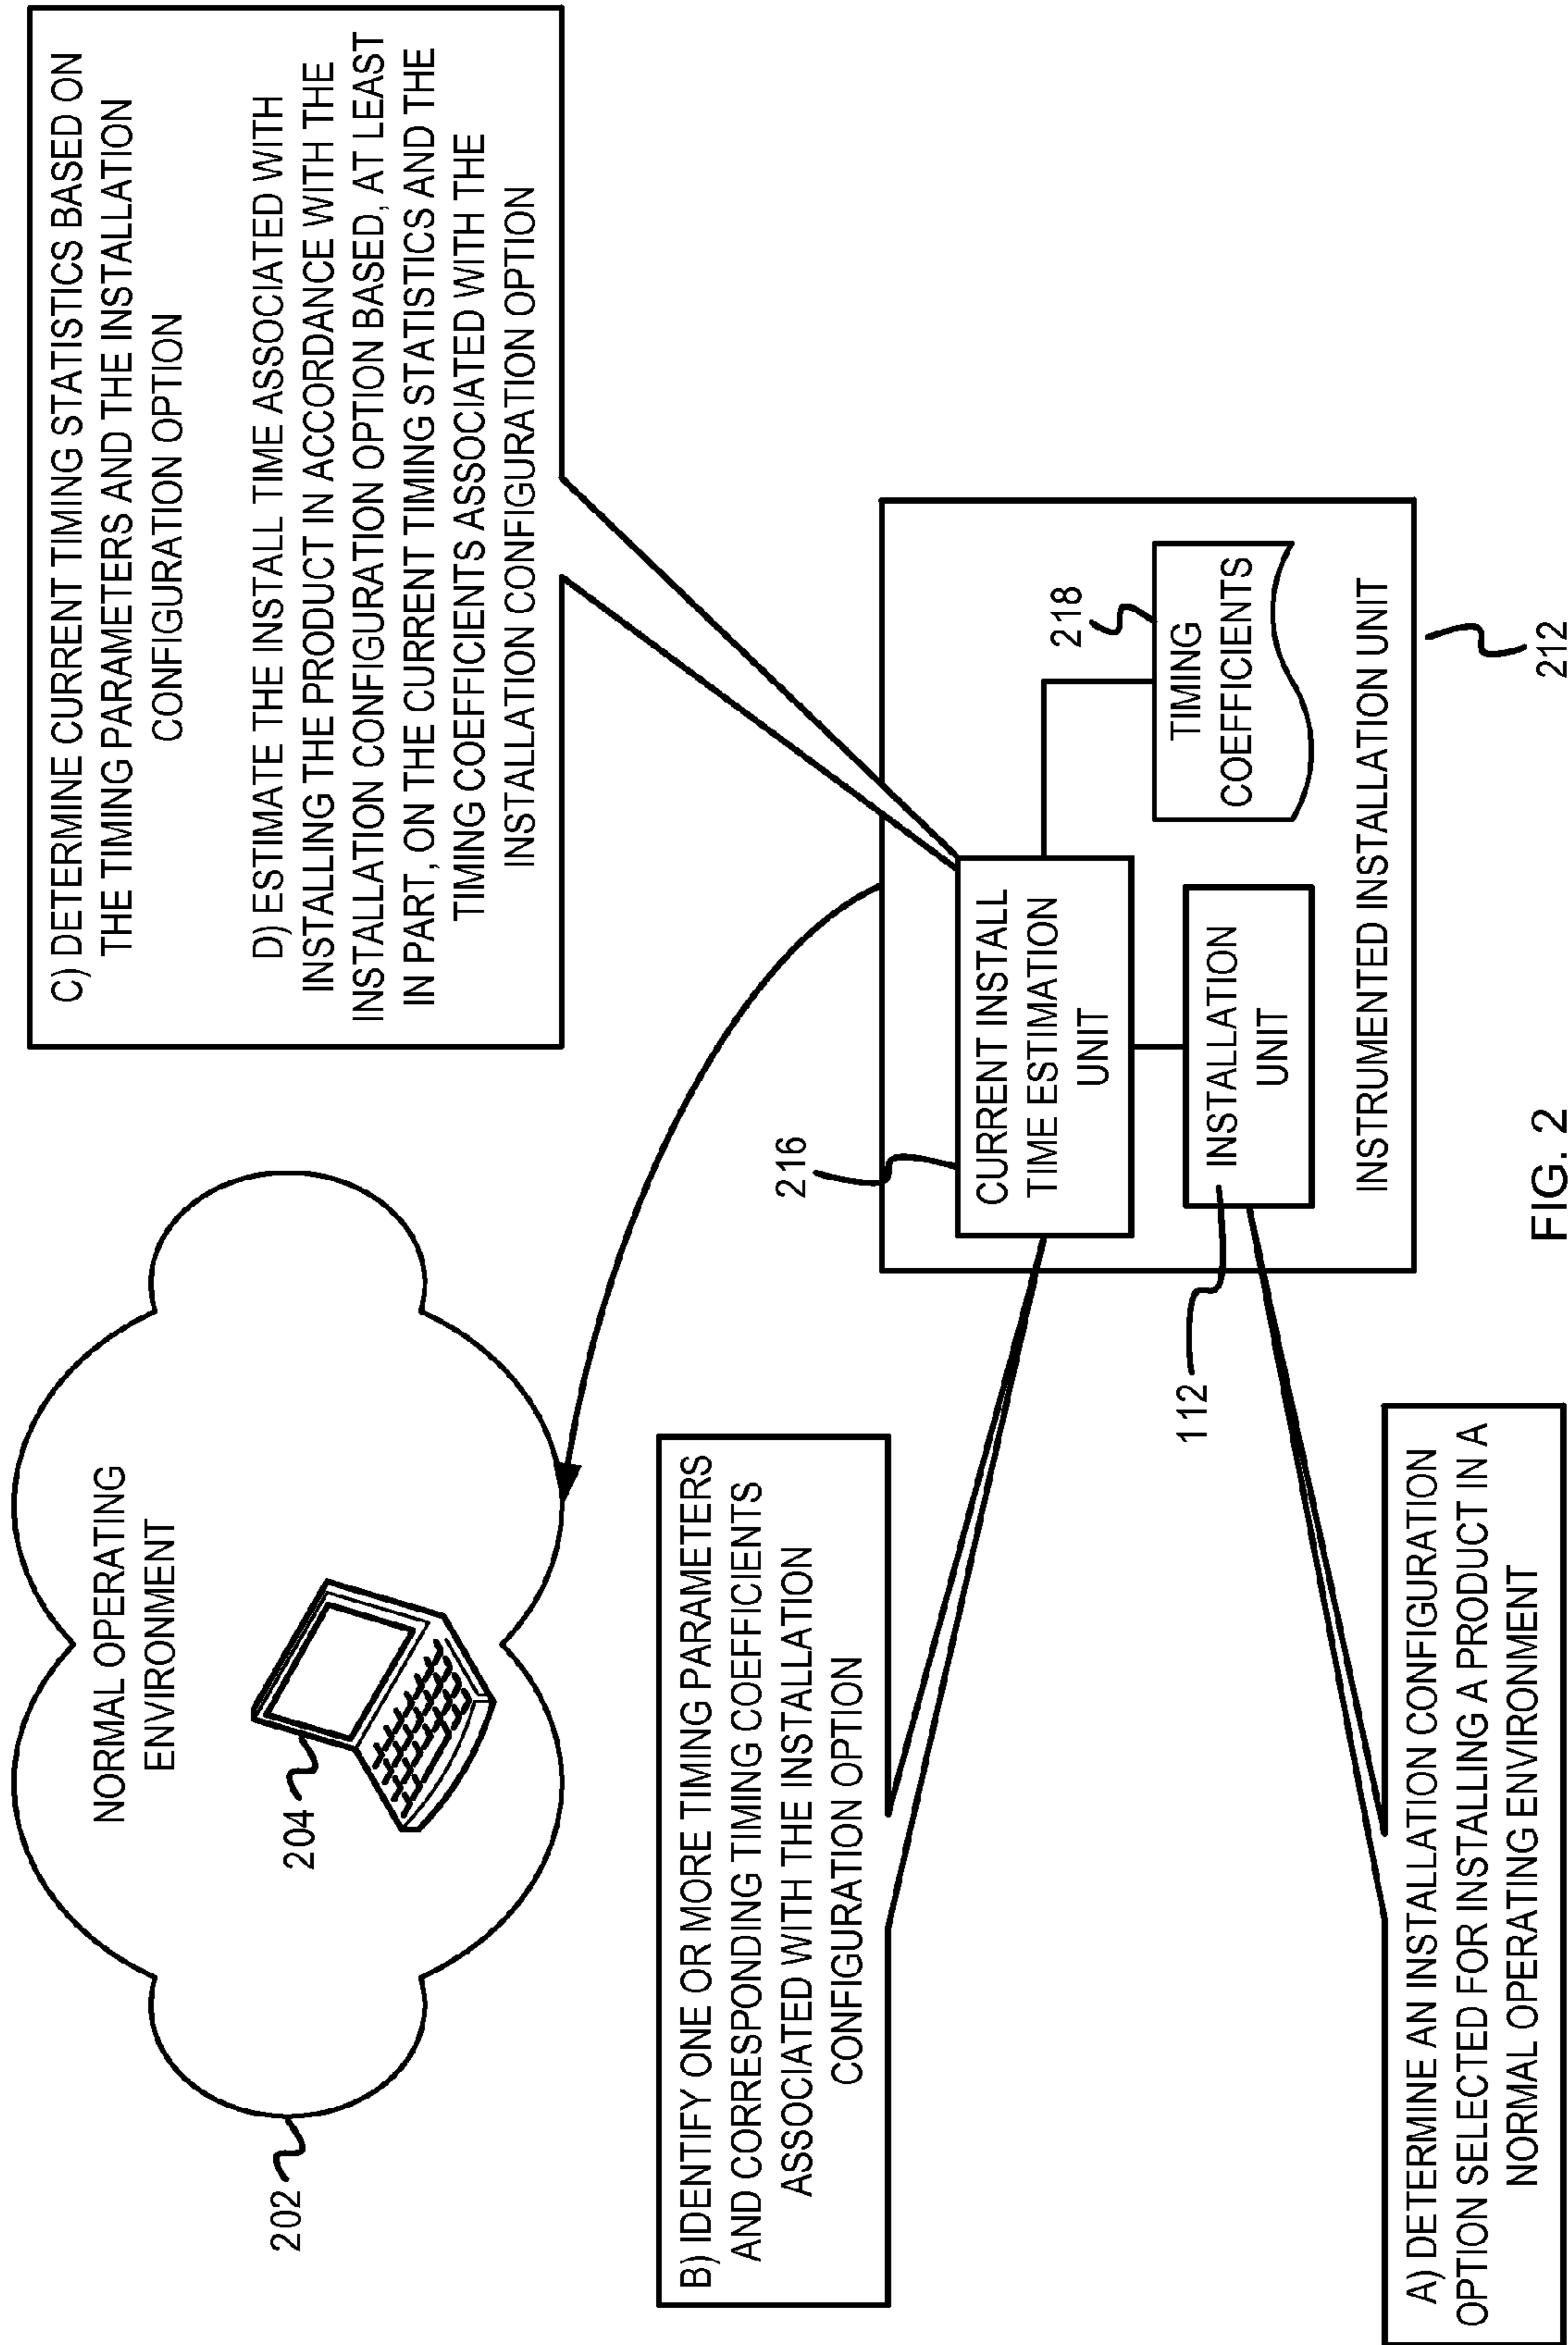 NORMAL OPERATING
ENVIRONMENT
204
202
C) DETERMINE CURRENT TIMING STATISTICS BASED ON
THE TIMING PARAMETERS AND THE INSTALLATION
CONFIGURATION OPTION
D) ESTIMATE THE INSTALL TIME ASSOCIATED WITH
INSTALLING THE PRODUCT IN ACCORDANCE WITH THE
INSTALLATION CONFIGURATION OPTION BASED, AT LEAST
IN PART, ON THE CURRENT TIMING STATISTICS AND THE
TIMING COEFFICIENTS ASSOCIATED WITH THE
INSTALLATION CONFIGURATION OPTION
B) IDENTIFY ONE OR MORE TIMING PARAMETERS
AND CORRESPONDING TIMING COEFFICIENTS
ASSOCIATED WITH THE INSTALLATION
CONFIGURATION OPTION
216
CURRENT INSTALL
TIME ESTIMATION
UNIT
218
TIMING
COEFFICIENTS
112
INSTALLATION
UNIT
INSTRUMENTED INSTALLATION UNIT
212
A) DETERMINE AN INSTALLATION CONFIGURATION
OPTION SELECTED FOR INSTALLING A PRODUCT IN A
NORMAL OPERATING ENVIRONMENT
FIG. 2